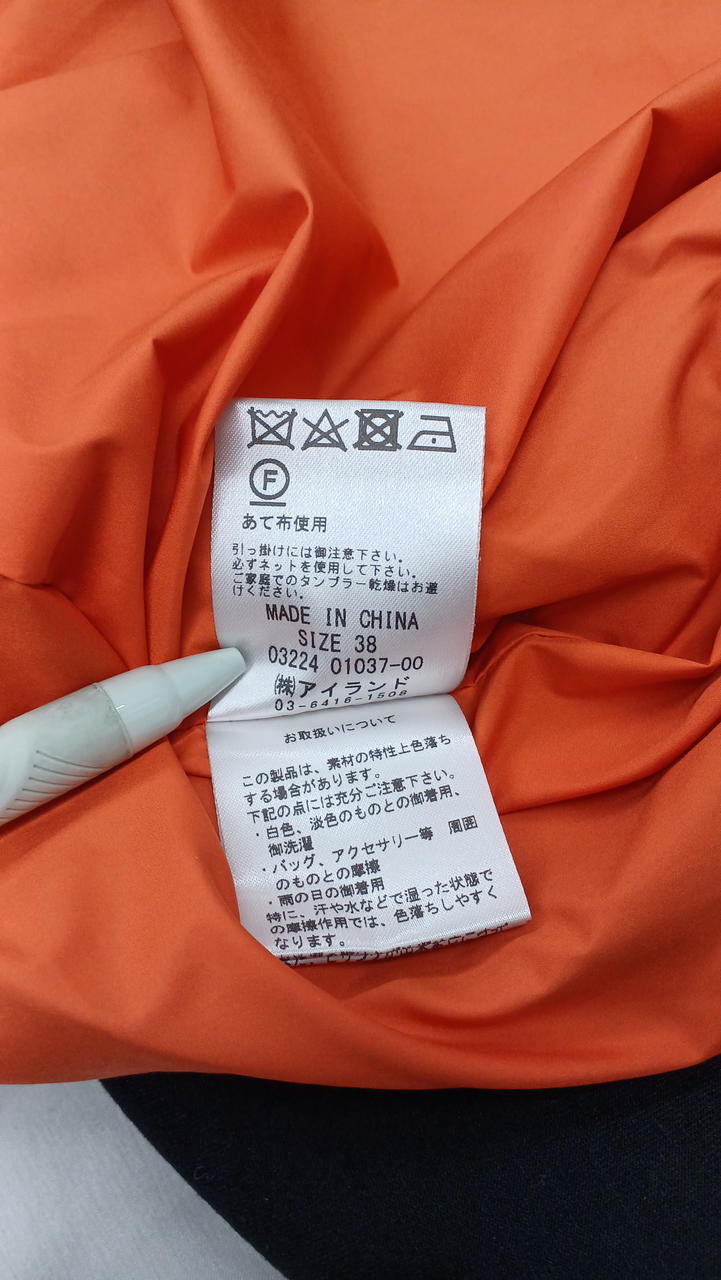 F
あて布使用
引っ掛けには御注意下さい。
必ずネットを使用して下さい。
ご家庭でのタンブラー乾燥はお避
けください。
MADE IN CHINA
SIZE 38
03224 01037-00
㈱アイランド
03-6416-1508
お取扱いについて
この製品は、素材の特性上色落ち
する場合があります。
下記の点には充分ご注意下さい。
・白色、淡色のものとの御着用、
御洗濯
・バッグ、アクセサリー等 周囲
のものとの摩擦
・雨の日の御着用
特に、汗や水などで湿った状態で
の摩擦作用では、色落ちしやすく
なります。